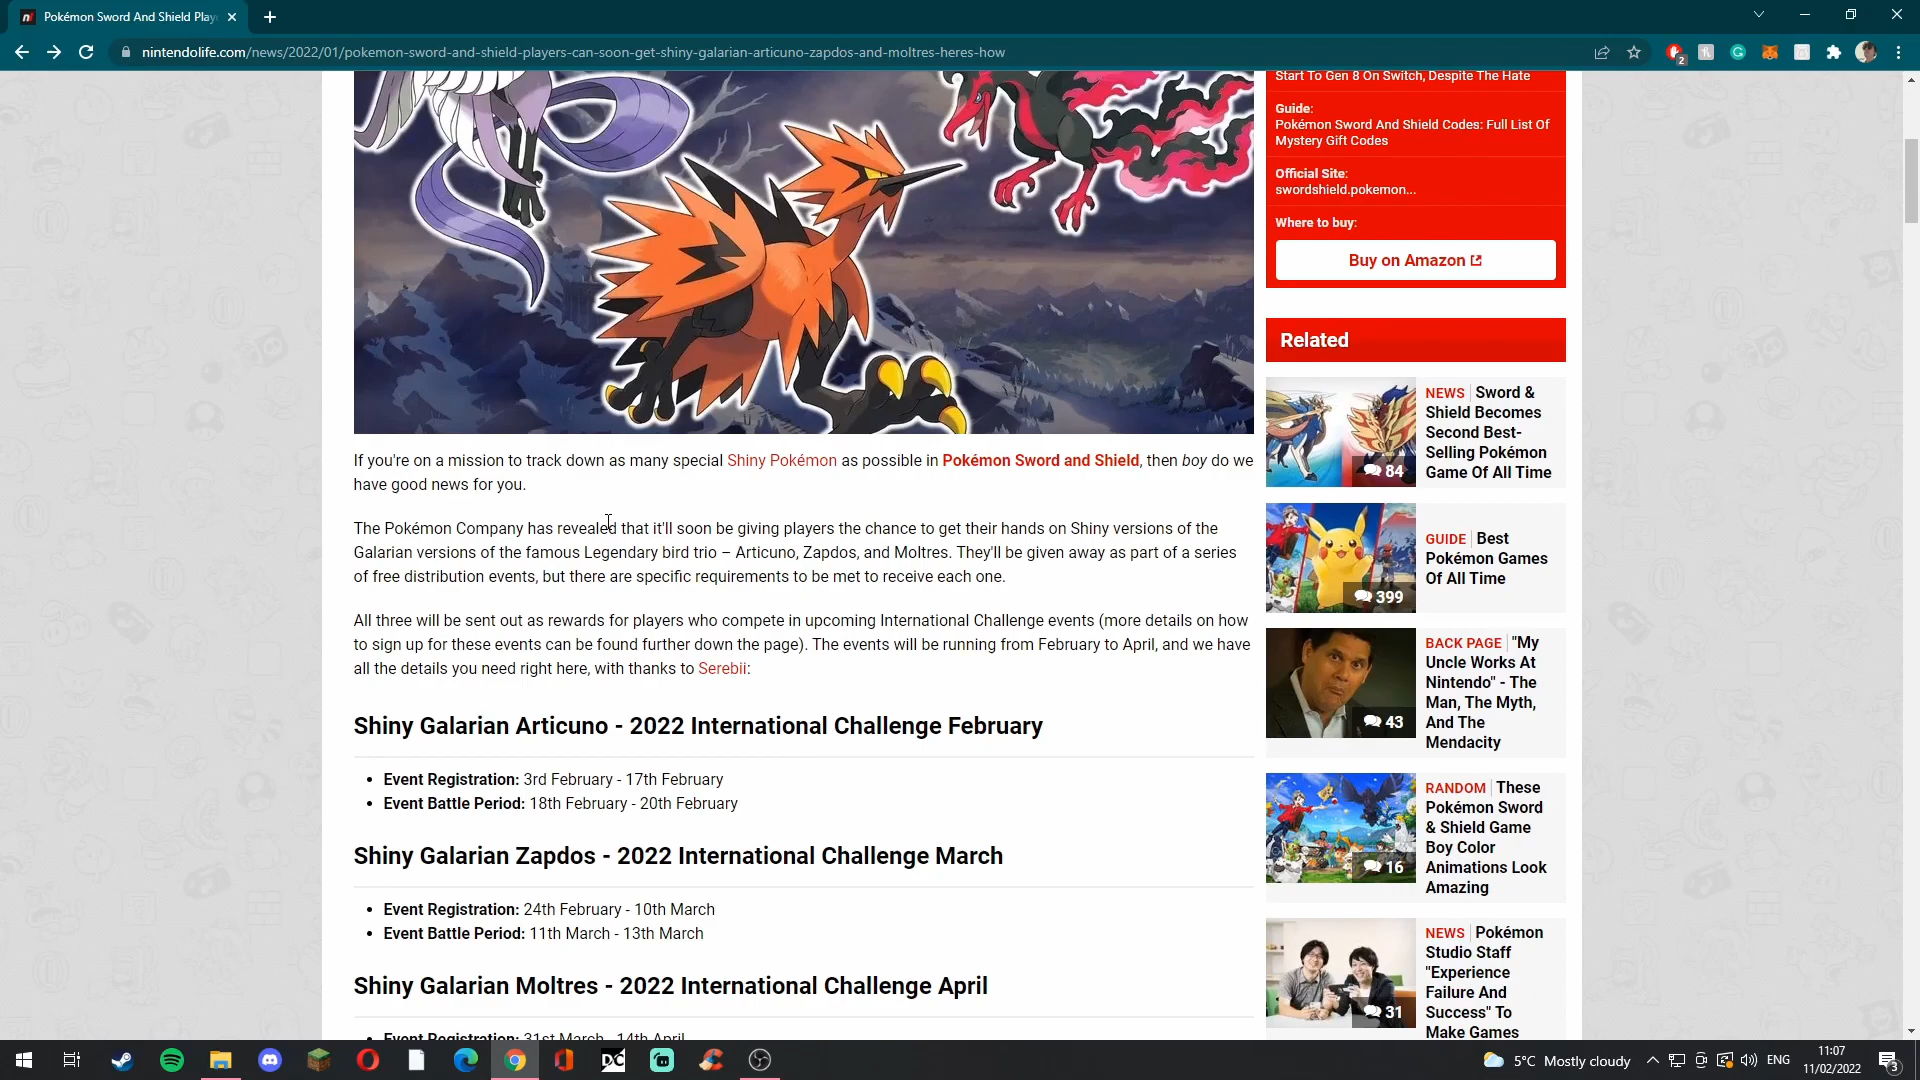 Pokémon Sword And Shield Play
nintendolife.com/news/2022/01/pokemon-sword-and-shield-players-can-soon-get-shiny-galarian-articuno-zapdos-and-moltres-heres-how
2
If you're on a mission to track down as many special Shiny Pokémon as possible in Pokémon Sword and Shield, then boy do we
have good news for you.
The Pokémon Company has revealed that it'll soon be giving players the chance to get their hands on Shiny versions of the
Galarian versions of the famous Legendary bird trio – Articuno, Zapdos, and Moltres. They'll be given away as part of a series
of free distribution events, but there are specific requirements to be met to receive each one.
All three will be sent out as rewards for players who compete in upcoming International Challenge events (more details on how
to sign up for these events can be found further down the page). The events will be running from February to April, and we have
all the details you need right here, with thanks to Serebii:
Shiny Galarian Articuno - 2022 International Challenge February
• Event Registration: 3rd February - 17th February
• Event Battle Period: 18th February - 20th February
Shiny Galarian Zapdos - 2022 International Challenge March
• Event Registration: 24th February - 10th March
• Event Battle Period: 11th March - 13th March
Shiny Galarian Moltres - 2022 International Challenge April
Event Registration: 31st March - 14th April
Start To Gen 8 On Switch, Despite The Hate
Guide:
Pokémon Sword And Shield Codes: Full List Of
Mystery Gift Codes
Official Site:
swordshield.pokemon...
Where to buy:
Buy on Amazon
Related
NEWS Sword &
Shield Becomes
Second Best-
Selling Pokémon
Game Of All Time
84
GUIDE Best
Pokémon Games
Of All Time
399
BACK PAGE "My
Uncle Works At
Nintendo" - The
Man, The Myth,
And The
Mendacity
43
RANDOM These
Pokémon Sword
& Shield Game
Boy Color
Animations Look
Amazing
16
NEWS Pokémon
Studio Staff
"Experience
Failure And
Success" To
Make Games
31
DC
5°C Mostly cloudy
ENG
11:07
11/02/2022
3